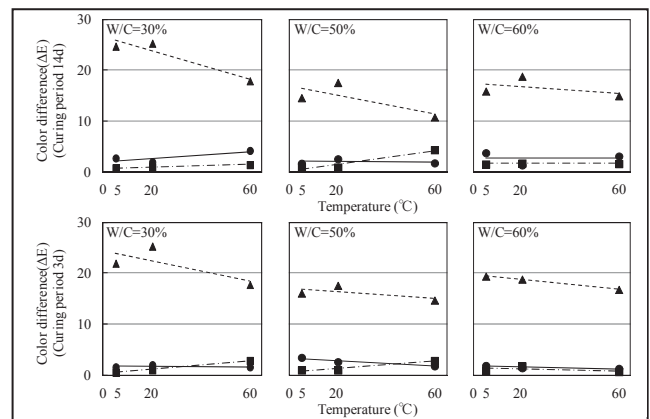 Color difference(ΔE)
(Curing period 14d)
30
20
10
0
W/C=30%
W/C=50%
W/C=60%
0 5 20 60
0 5 20 60
0 5 20 60
Temperature (℃)
Color difference(ΔE)
(Curing period 3d)
30
20
10
0
W/C=30%
W/C=50%
W/C=60%
0 5 20 60
0 5 20 60
0 5 20 60
Temperature (℃)